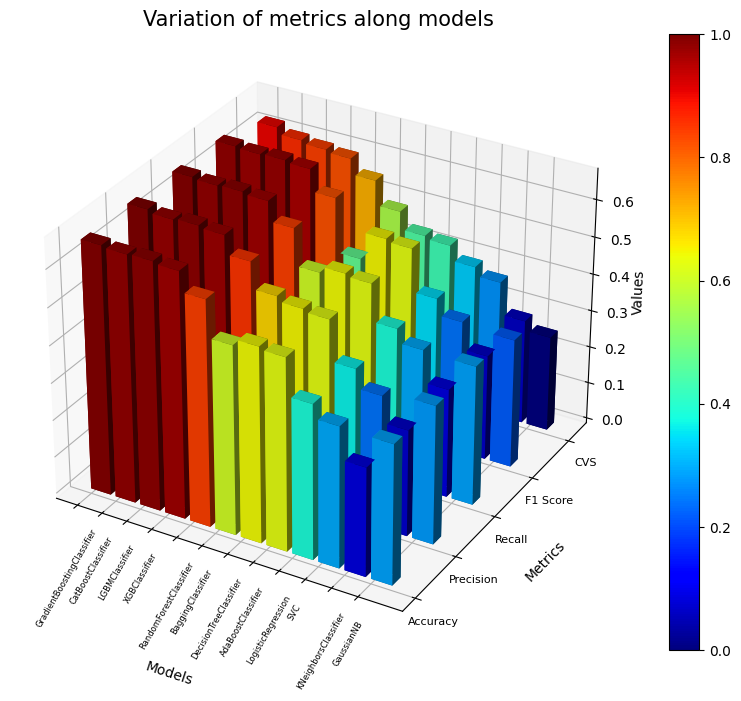 Variation of metrics along models
1.0
0.8
0.6
0.4
0.2
0.0
0.6
0.5
0.4
0.3
0.2
0.1
0.0
Values
CVS
F1 Score
Recall
Precision
Accuracy
Metrics
GradientBoostingClassifier
CatBoostClassifier
LGBMClassifier
XGBClassifier
RandomForestClassifier
BaggingClassifier
DecisionTreeClassifier
AdaBoostClassifier
LogisticRegression
SVC
KNeighborsClassifier
GaussianNB
Models